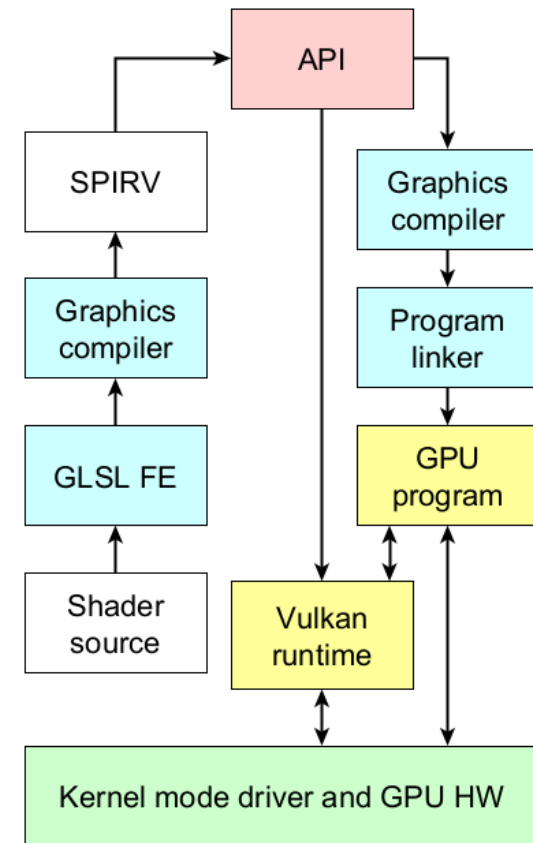 API
SPIRV
Graphics
compiler
Graphics
compiler
Program
linker
GLSL FE
GPU
program
Shader
source
Vulkan
runtime
Kernel mode driver and GPU HW